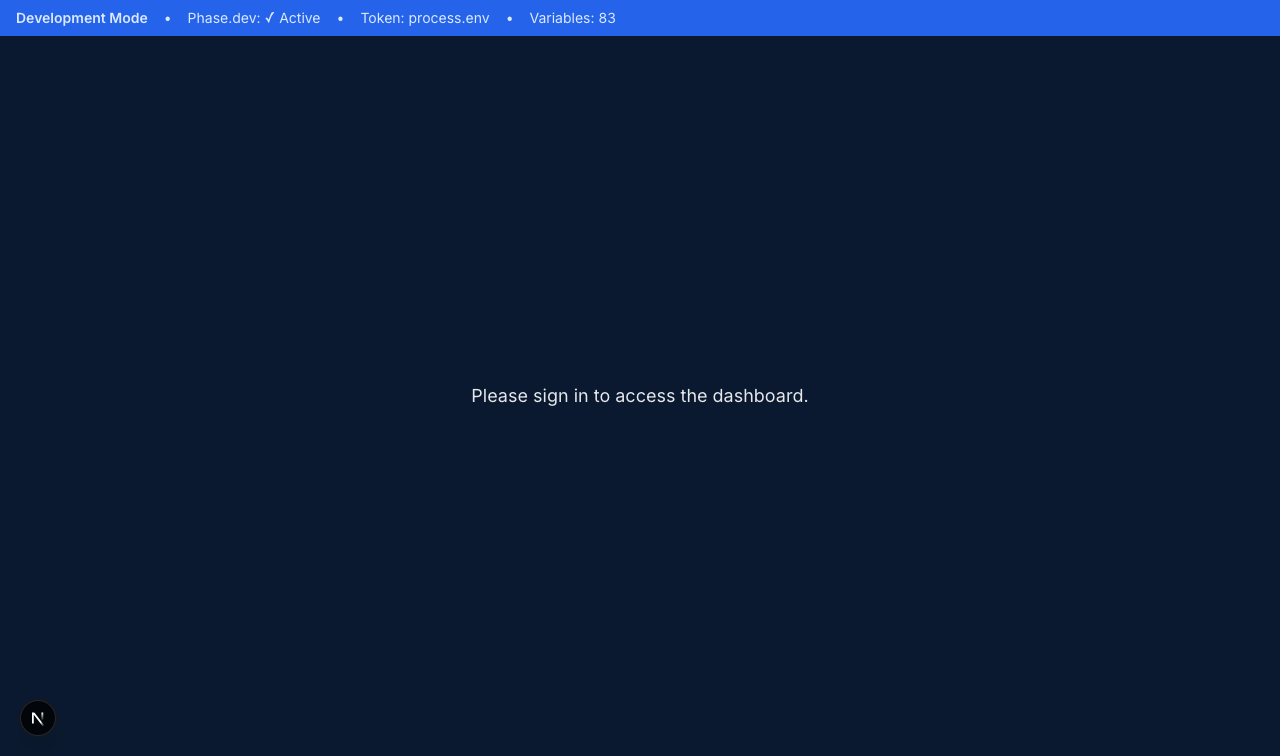 Development Mode • Phase.dev: ✓ Active • Token: process.env • Variables: 83
Please sign in to access the dashboard.
N